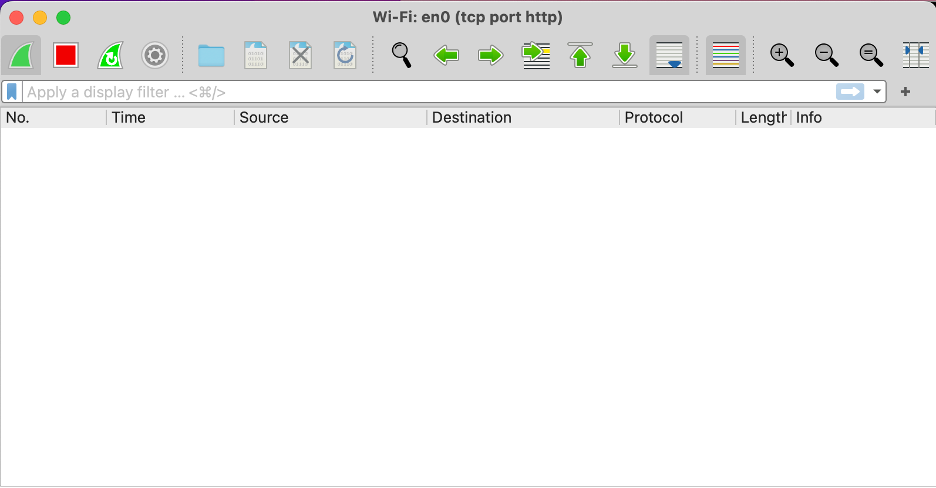 Wi-Fi: en0 (tcp port http)
Apply a display filter ... <⌘/>
No. Time Source Destination Protocol Length Info